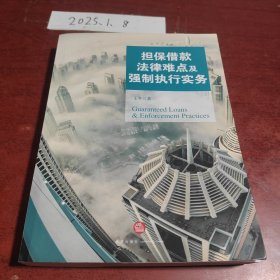 2025.1.8
担保借款
法律难点及
强制执行实务
Guaranteed Loans
& Enforcement Practices